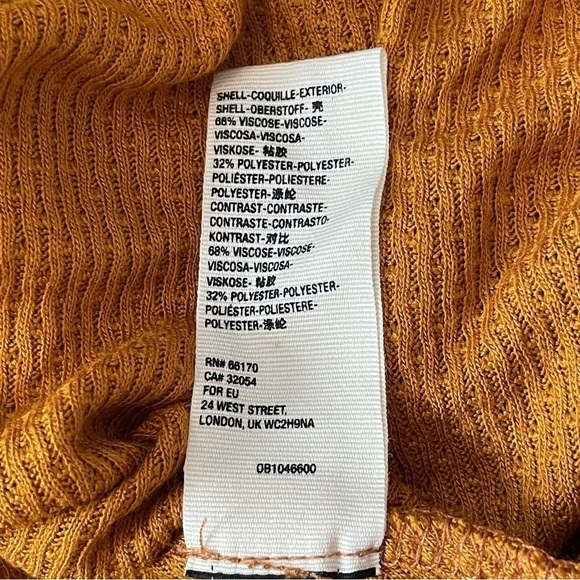 SHELL-COQUILLE-EXTERIOR-
SHELL-OBERSTOFF- 壳
68% VISCOSE-VISCOSE-
VISCOSA-VISCOSA-
VISKOSE- 粘胶
32% POLYESTER-POLYESTER-
POLIÉSTER-POLIESTERE-
POLYESTER-涤纶
CONTRAST-CONTRASTE-
CONTRASTE-CONTRASTO-
KONTRAST-对比
68% VISCOSE-VISCOSE-
VISCOSA-VISCOSA-
VISKOSE- 粘胶
32% POLYESTER-POLYESTER-
POLIÉSTER-POLIESTERE-
POLYESTER-涤纶
RN# 66170
CA# 32054
FOR EU
24 WEST STREET,
LONDON, UK WC2H9NA
OB1046600